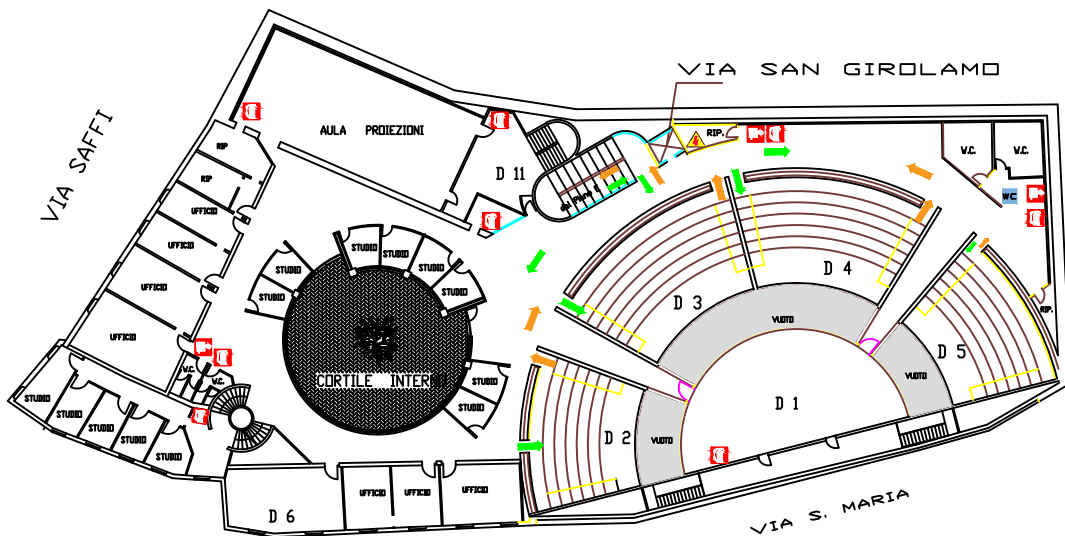 VIA SAN GIROLAMO
VIA SAFFI
AULA PROIEZIONI
RIP.
W.C.
W.C.
RIP
RIP
D 11
WC
UFFICIO
UFFICIO
UFFICIO
UFFICIO
STUDIO
STUDIO
STUDIO
STUDIO
STUDIO
STUDIO
D 4
D 3
VUOTO
RIP.
D 5
VUOTO
W.C.
W.C.
CORTILE INTERNO
STUDIO
STUDIO
STUDIO
STUDIO
STUDIO
STUDIO
STUDIO
D 1
D 2
VUOTO
D 6
UFFICIO
UFFICIO
UFFICIO
VIA S. MARIA